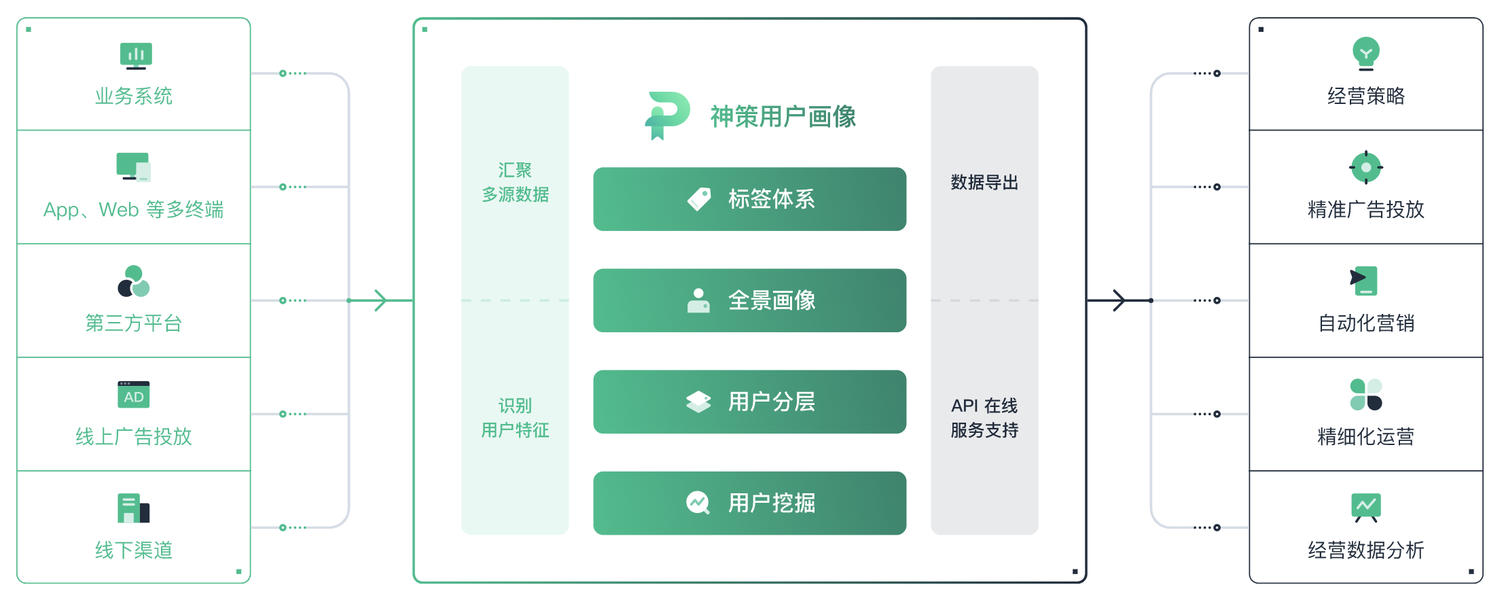 业务系统
App、Web 等多终端
第三方平台
AD
线上广告投放
线下渠道
汇聚
多源数据
识别
用户特征
神策用户画像
标签体系
全景画像
用户分层
用户挖掘
数据导出
API 在线
服务支持
经营策略
精准广告投放
自动化营销
精细化运营
经营数据分析